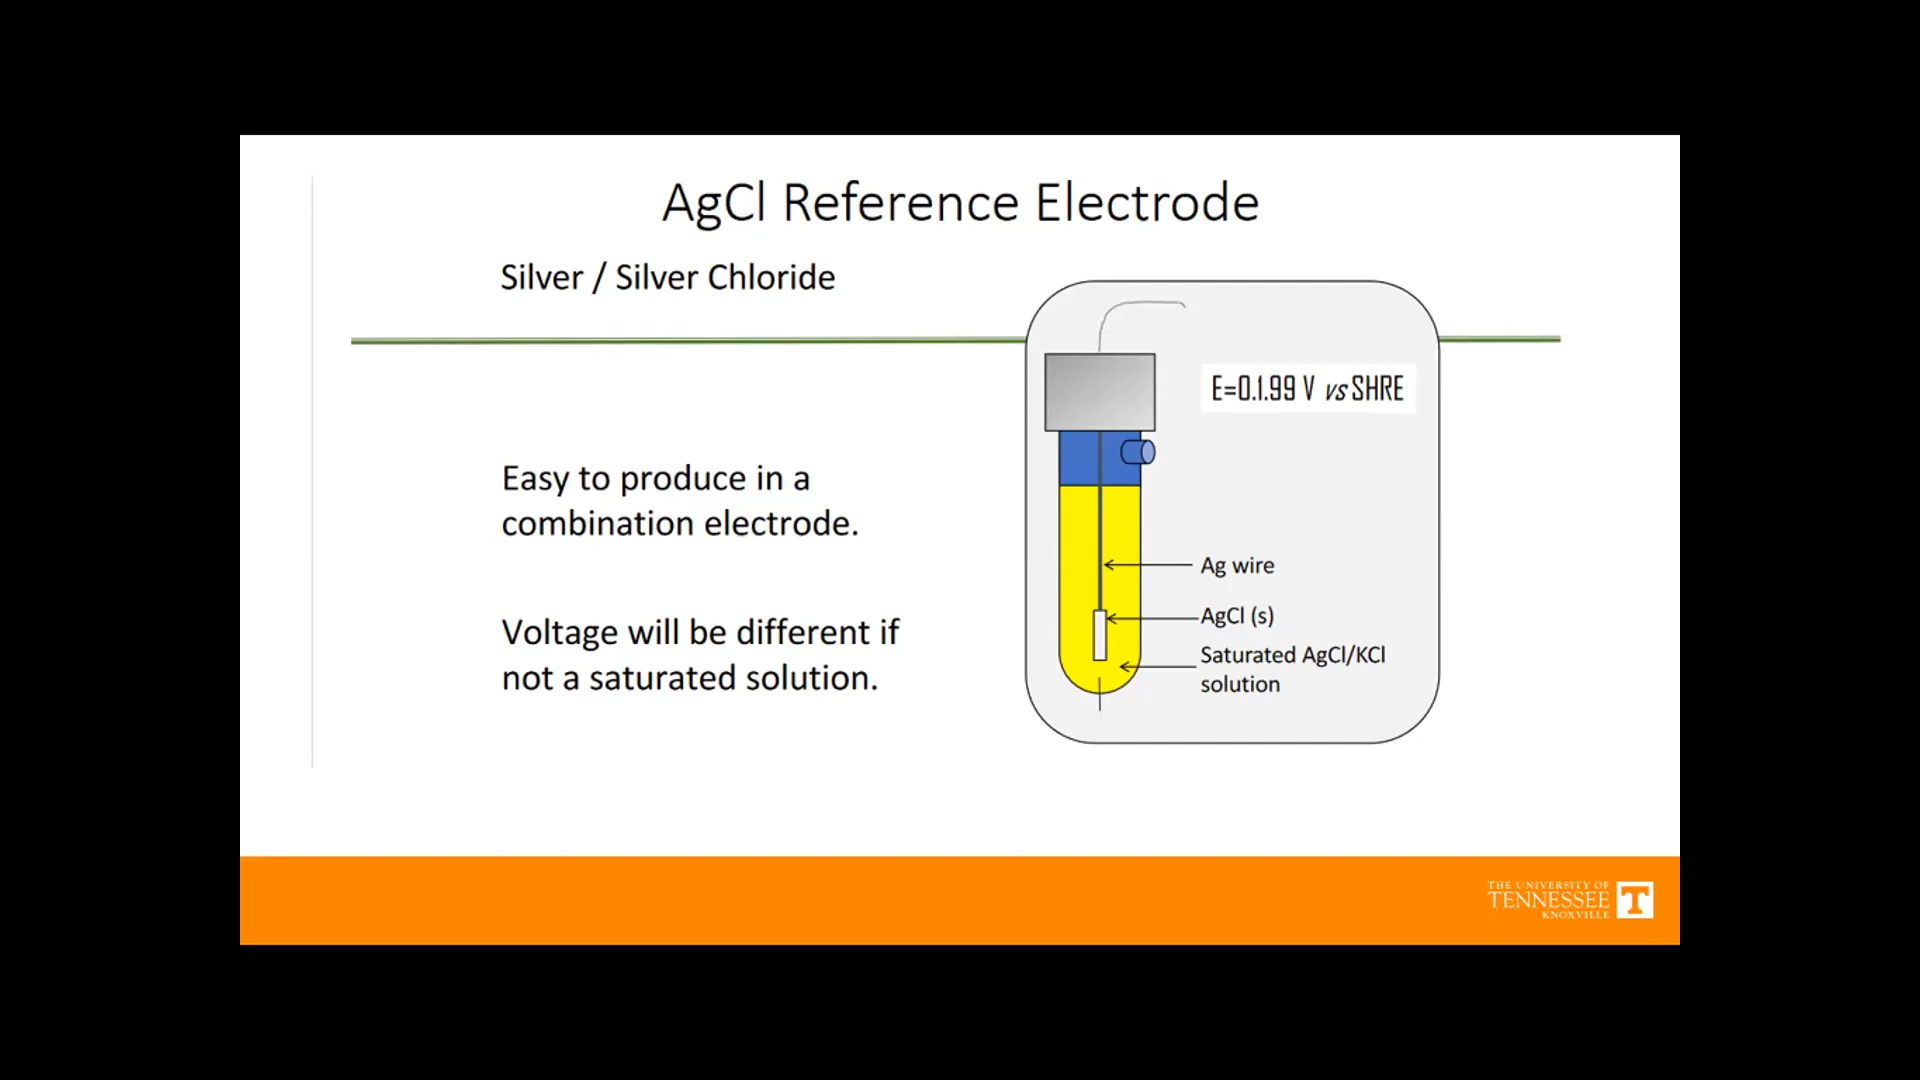 AgCl Reference Electrode
Silver / Silver Chloride
E=0.1.99 V vs SHRE
Easy to produce in a
combination electrode.
Voltage will be different if
not a saturated solution.
Ag wire
AgCl (s)
Saturated AgCl/KCl
solution
THE UNIVERSITY OF
TENNESSEE
KNOXVILLE
T